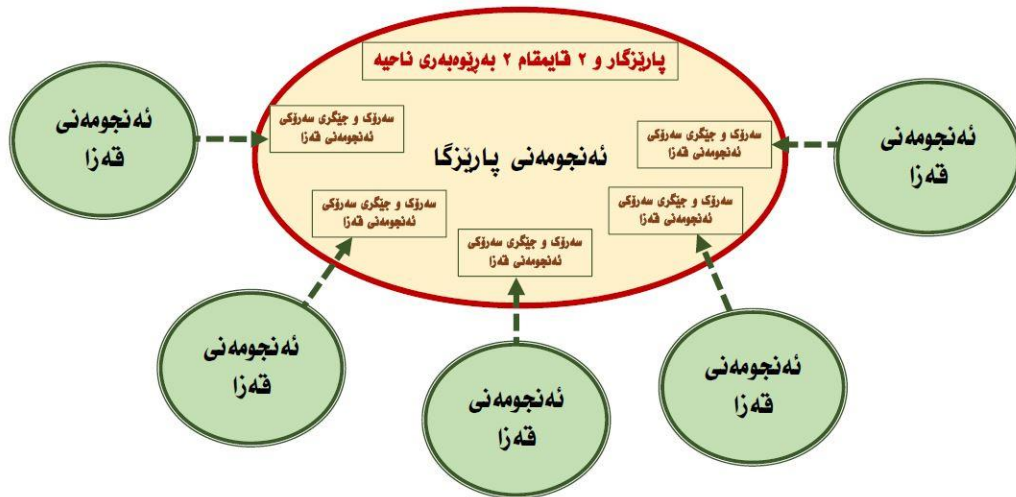 پارێزگار و ٢ قایمقام ٢ بەڕێوەبەری ناحیە
سەرۆک و جێگری سەرۆکی
ئەنجومەنی قەزا
سەرۆک و جێگری سەرۆکی
ئەنجومەنی قەزا
ئەنجومەنی پارێزگا
سەرۆک و جێگری سەرۆکی
ئەنجومەنی قەزا
سەرۆک و جێگری سەرۆکی
ئەنجومەنی قەزا
سەرۆک و جێگری سەرۆکی
ئەنجومەنی قەزا
ئەنجومەنی
قەزا
ئەنجومەنی
قەزا
ئەنجومەنی
قەزا
ئەنجومەنی
قەزا
ئەنجومەنی
قەزا